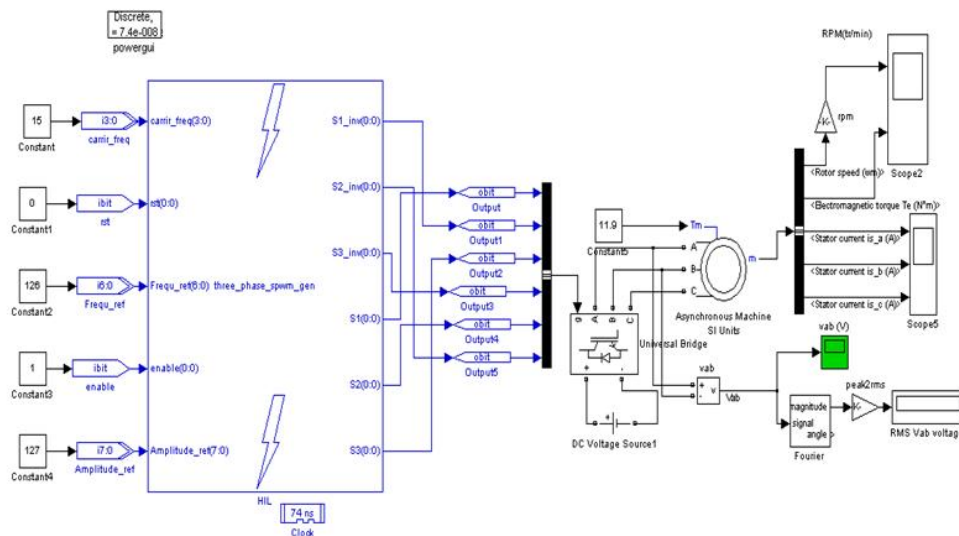 Discrete,
= 7.4e-008
powergui
15
Constant
i3:0
carrir_freq
carrir_freq(3:0)
0
Constant1
ibit
rst
rst(0:0)
126
Constant2
i6:0
Frequ_ref
Frequ_ref(6:0) three_phase_spwm_gen
1
Constant3
ibit
enable
enable(0:0)
127
Constant4
i7:0
Amplitude_ref
Amplitude_ref(7:0)
S1_inv(0:0)
S2_inv(0:0)
S3_inv(0:0)
S1(0:0)
S2(0:0)
S3(0:0)
HIL
74 ns
Clock
obit
Output
obit
Output1
obit
Output2
obit
Output3
obit
Output4
obit
Output5
11.9
Constant5
Tm
A
B
C
m
Asynchronous Machine
SI Units
g
A
B
C
+
-
Universal Bridge
+
DC Voltage Source1
vab
+
-
v
Vab
RPM(tr/min)
-K-
rpm
Scope2
<Rotor speed (wm)>
<Electromagnetic torque Te (N*m)>
<Stator current is_a (A)>
<Stator current is_b (A)>
<Stator current is_c (A)>
Scope5
vab (V)
magnitude
signal
angle
Fourier
peak2rms
-K-
RMS Vab voltage